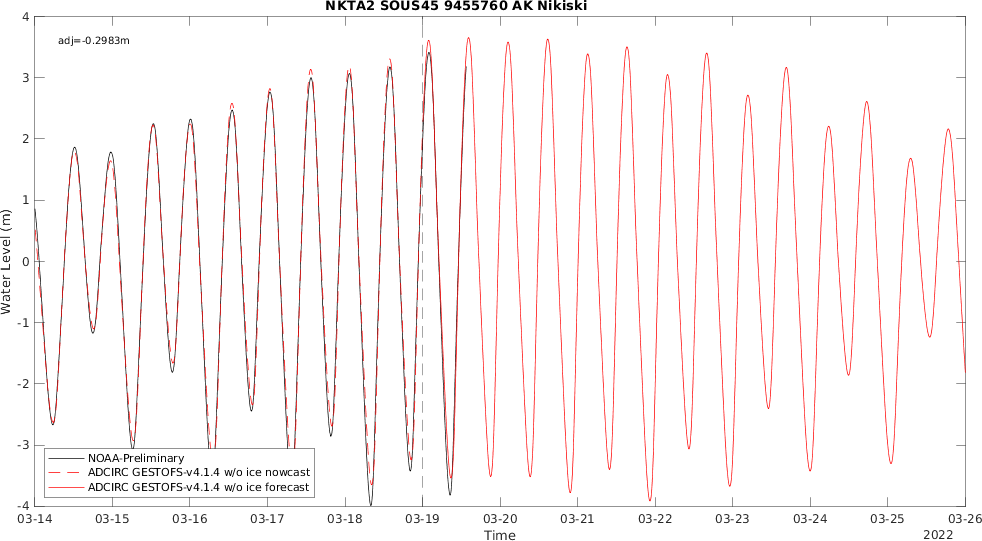 NKTA2 SOUS45 9455760 AK Nikiski
adj=-0.2983m
Water Level (m)
4
3
2
1
0
-1
-2
-3
-4
NOAA-Preliminary
ADCIRC GESTOFS-v4.1.4 w/o ice nowcast
ADCIRC GESTOFS-v4.1.4 w/o ice forecast
03-14 03-15 03-16 03-17 03-18 03-19 03-20 03-21 03-22 03-23 03-24 03-25 03-26
Time
2022